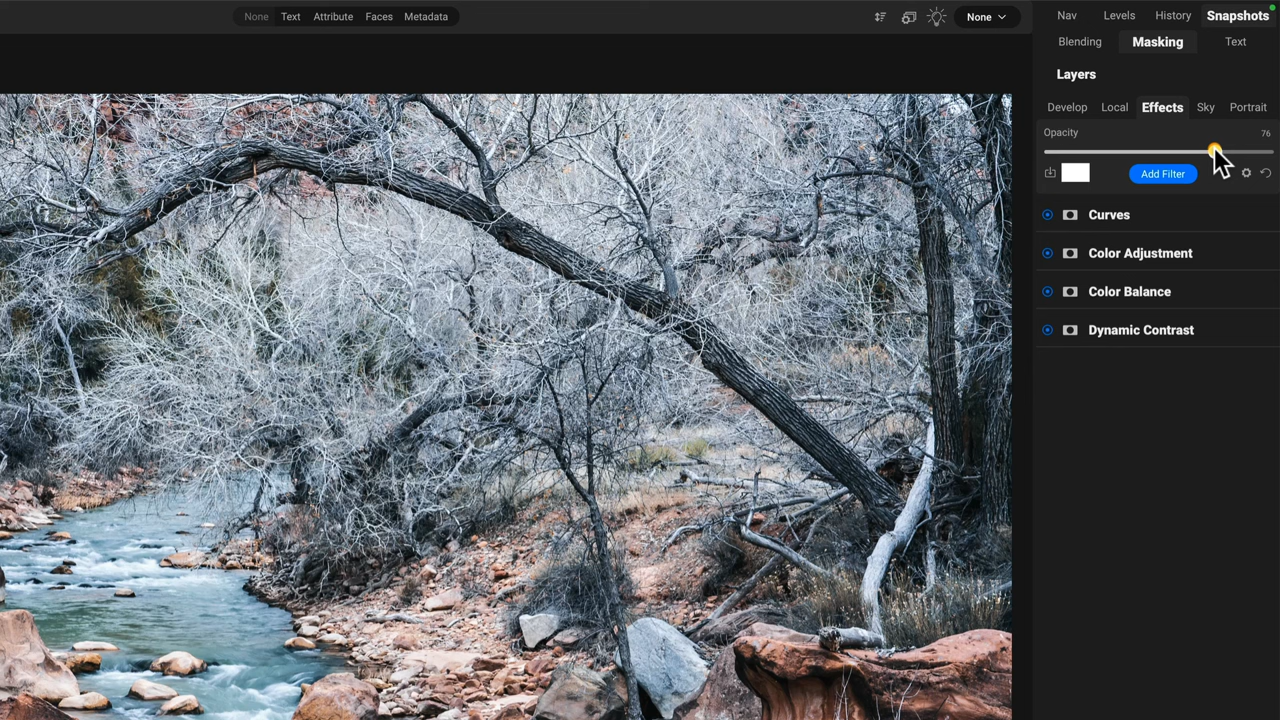 None Text Attribute Faces Metadata
None
Nav Levels History Snapshots
Blending Masking Text
Layers
Develop Local Effects Sky Portrait
Opacity 76
Add Filter
Curves
Color Adjustment
Color Balance
Dynamic Contrast